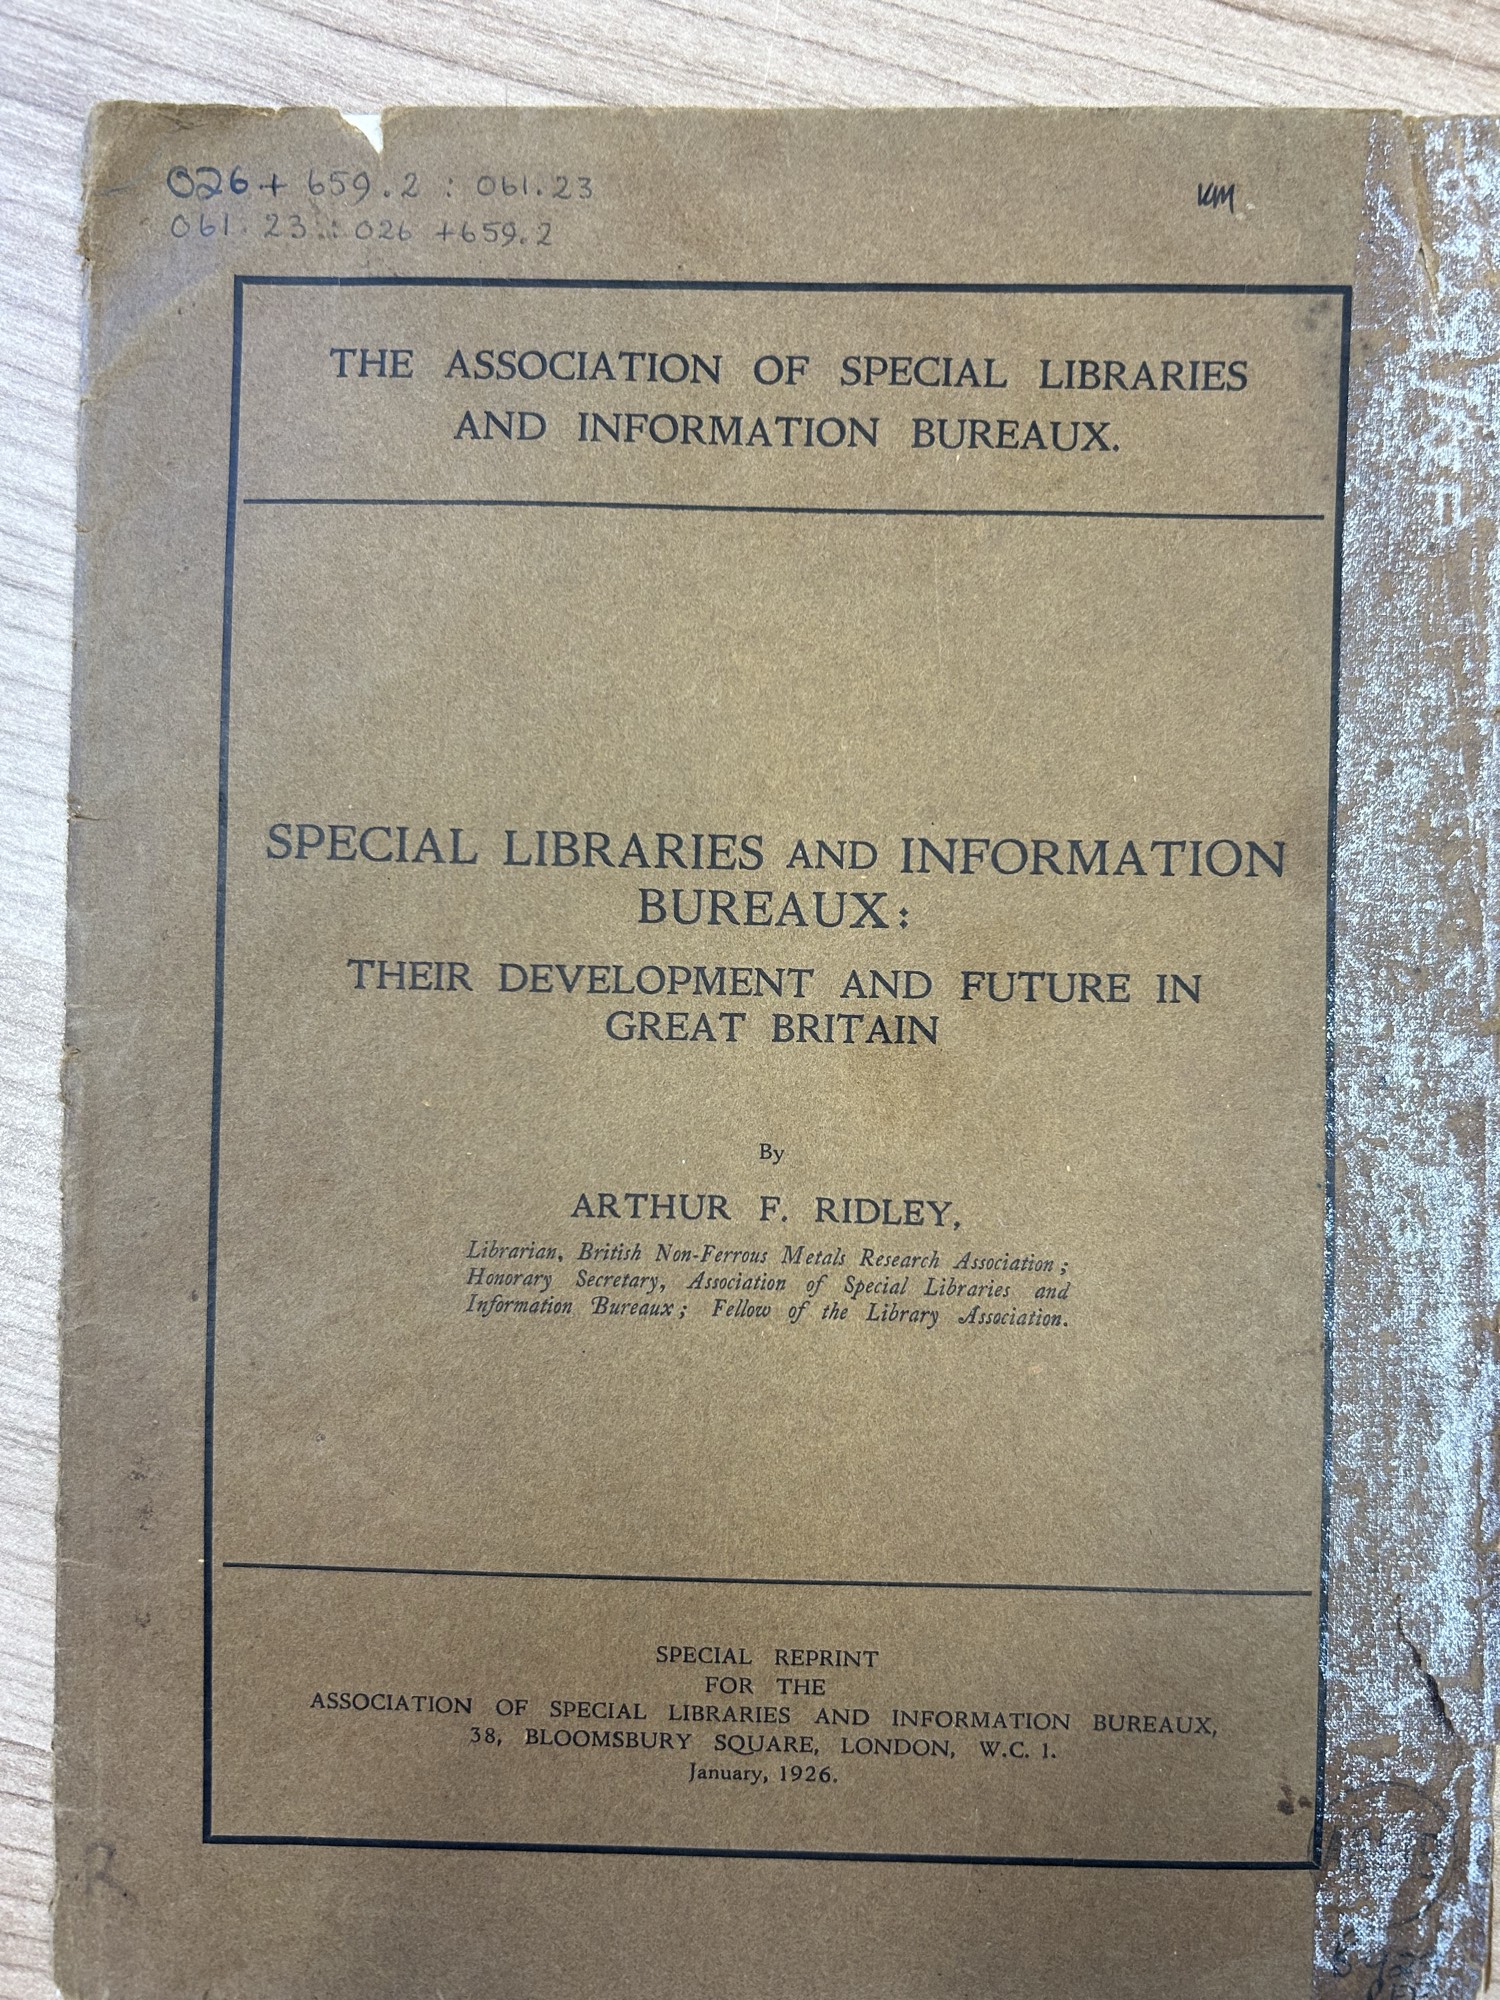 026 + 659.2 : 061.23
061.23 : 026 + 659.2
KM
THE ASSOCIATION OF SPECIAL LIBRARIES
AND INFORMATION BUREAUX.
SPECIAL LIBRARIES AND INFORMATION
BUREAUX:
THEIR DEVELOPMENT AND FUTURE IN
GREAT BRITAIN
By
ARTHUR F. RIDLEY,
Librarian, British Non-Ferrous Metals Research Association ;
Honorary Secretary, Association of Special Libraries and
Information Bureaux ; Fellow of the Library Association.
SPECIAL REPRINT
FOR THE
ASSOCIATION OF SPECIAL LIBRARIES AND INFORMATION BUREAUX,
38, BLOOMSBURY SQUARE, LONDON, W.C. 1.
January, 1926.
R